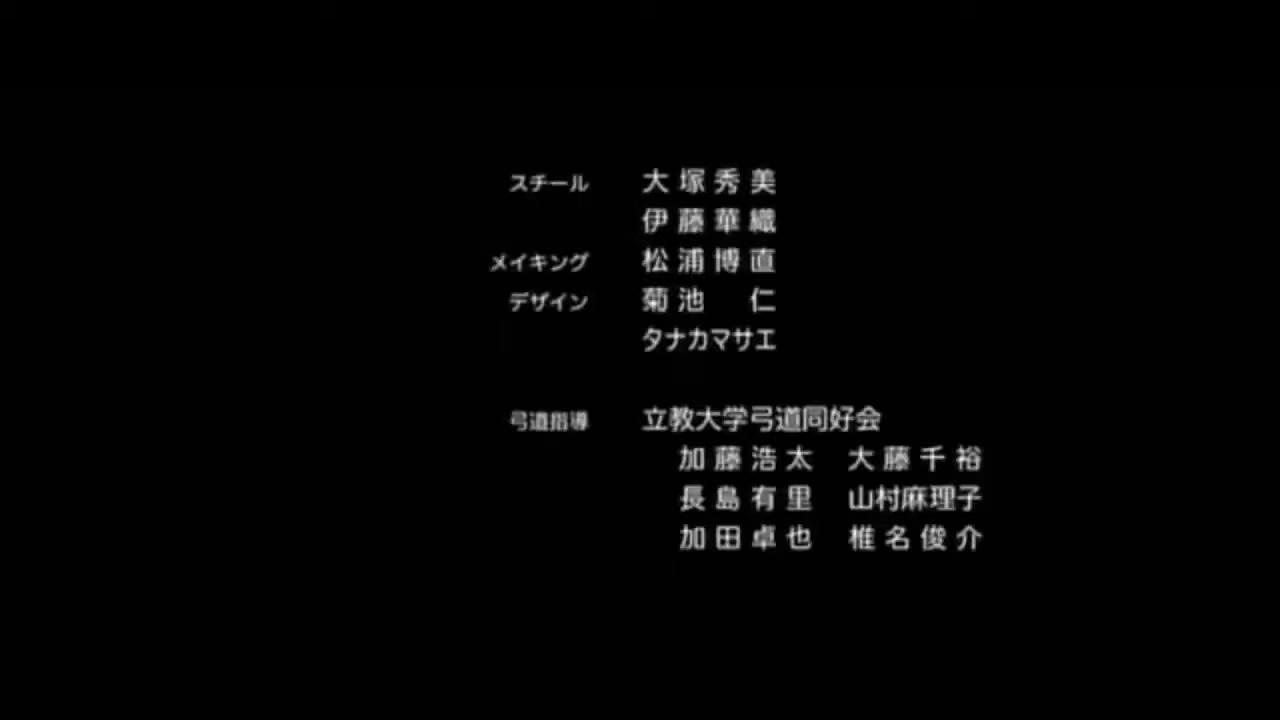 スチール 大塚秀美
伊藤華織
メイキング 松浦博直
デザイン 菊池 仁
タナカマサエ
弓道指導 立教大学弓道同好会
加藤浩太 大藤千裕
長島有里 山村麻理子
加田卓也 椎名俊介